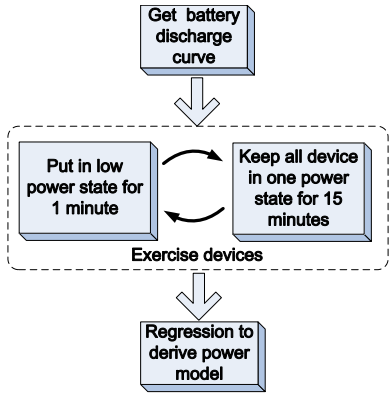 Get battery
discharge
curve
Put in low
power state for
1 minute
Keep all device
in one power
state for 15
minutes
Exercise devices
Regression to
derive power
model